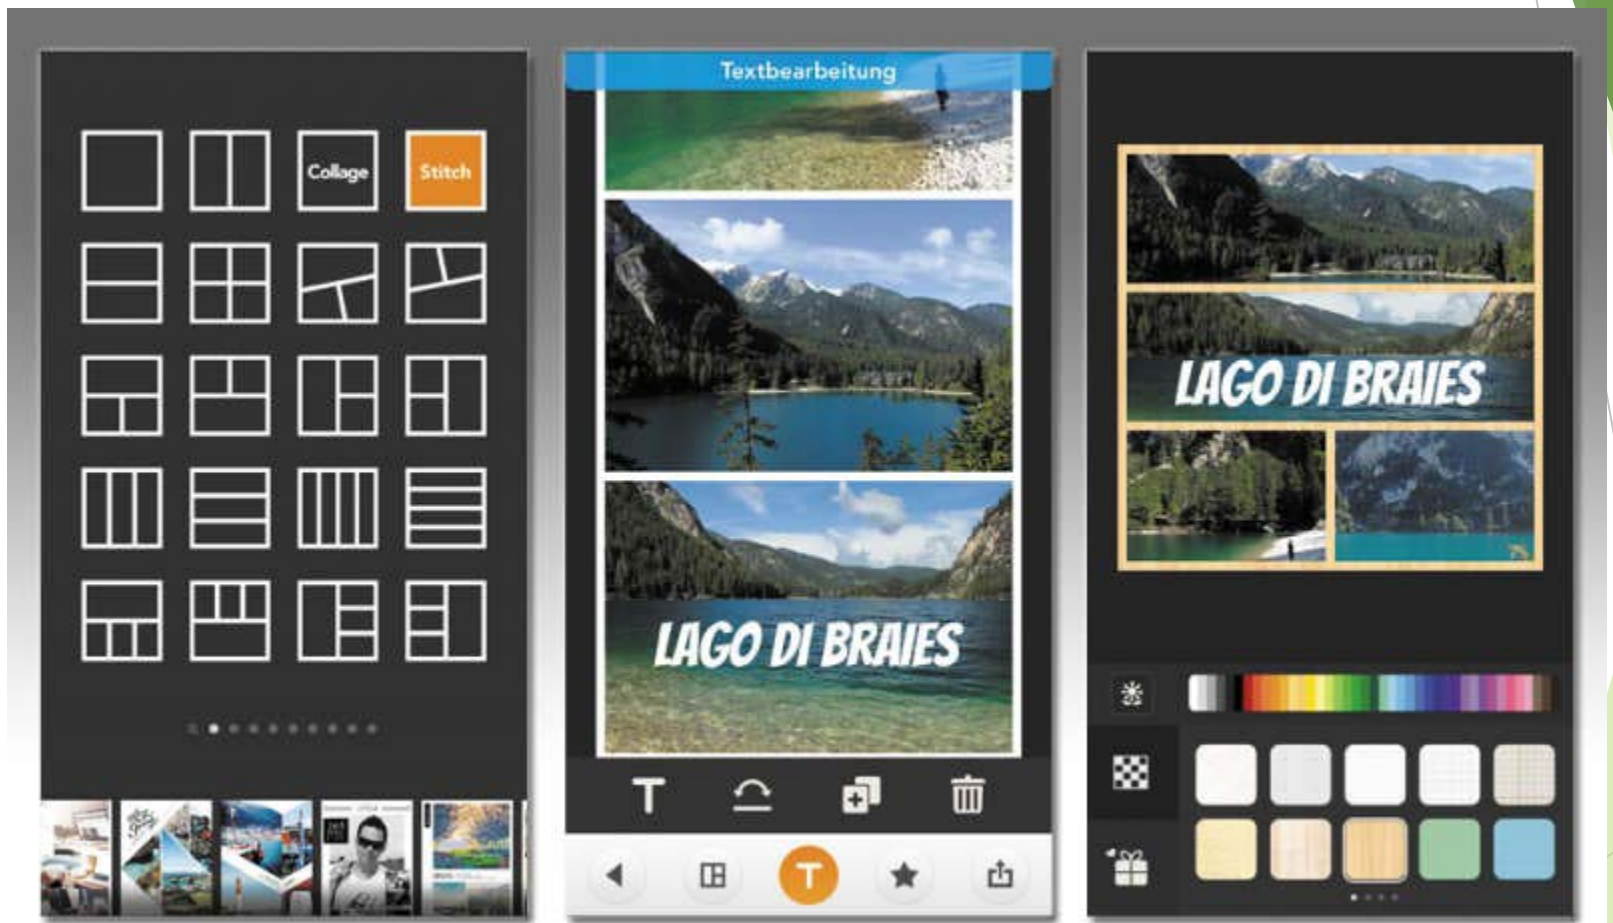 Collage
Stitch
Textbearbeitung
LAGO DI BRAIES
T
T
LAGO DI BRAIES